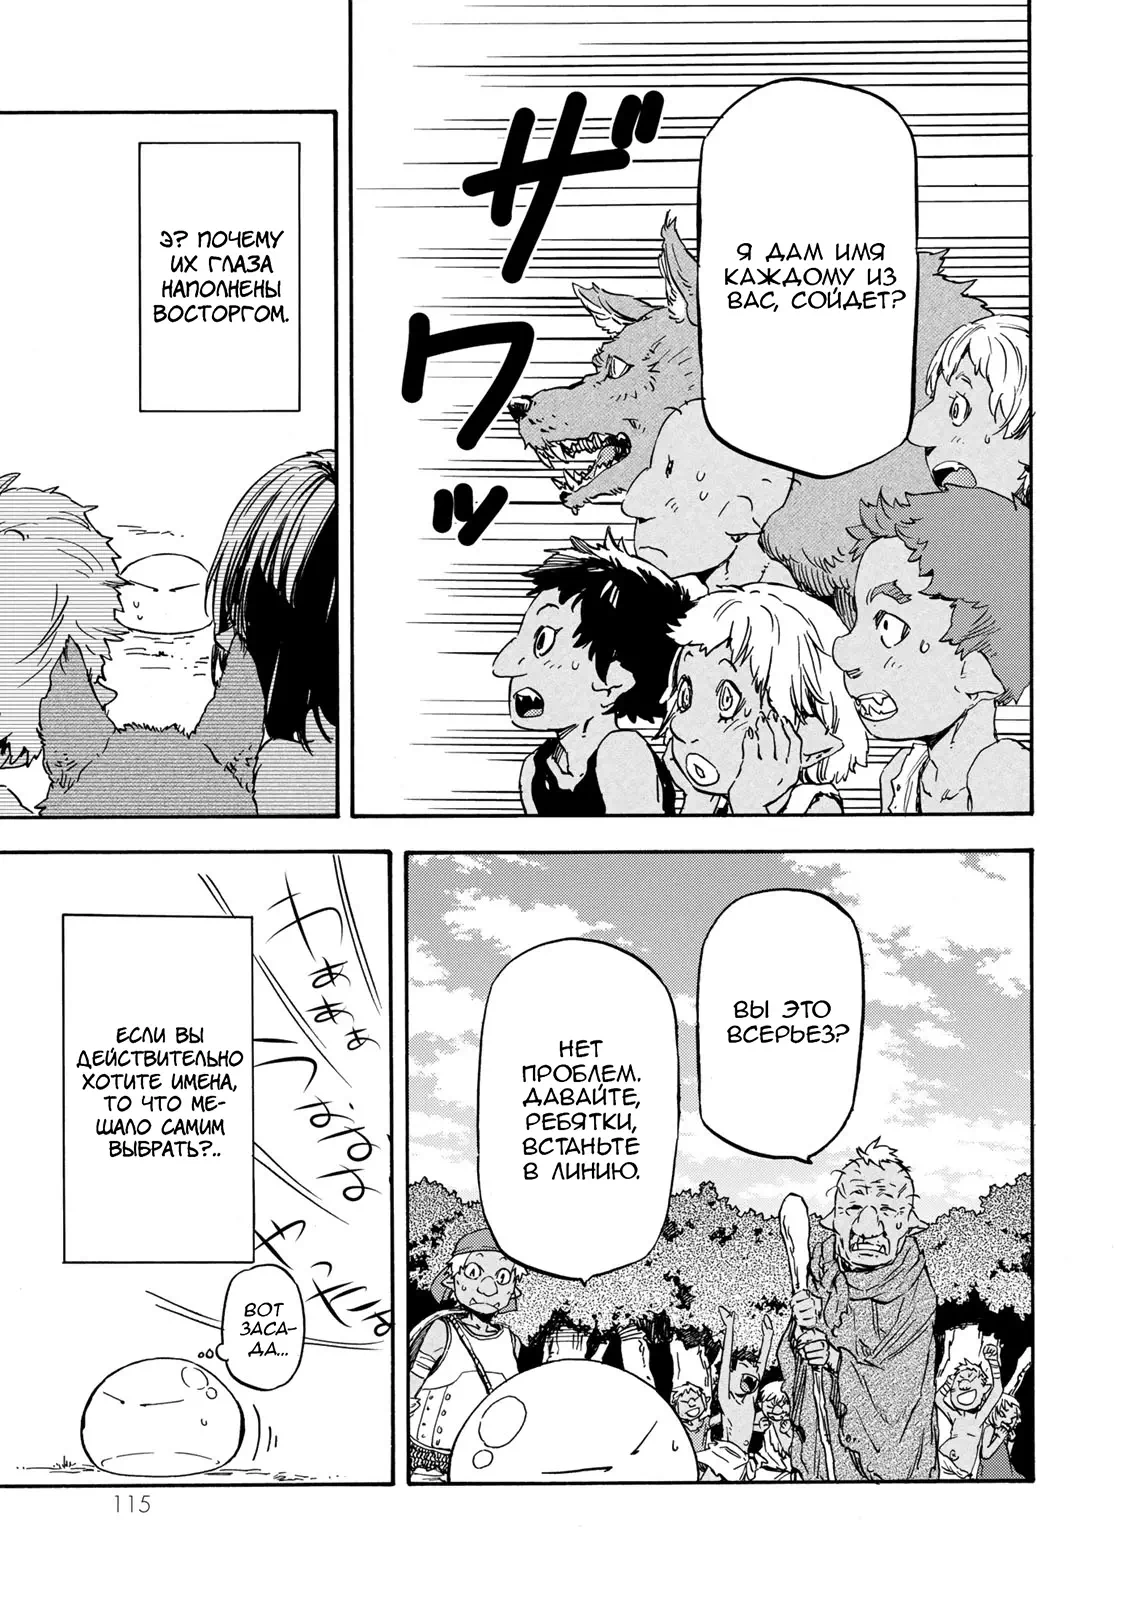 Я ДАМ ИМЯ
КАЖДОМУ ИЗ
ВАС, СОЙДЕТ?
ザワッ
Э? ПОЧЕМУ
ИХ ГЛАЗА
НАПОЛНЕНЫ
ВОСТОРГОМ.
ВЫ ЭТО
ВСЕРЬЕЗ?
НЕТ
ПРОБЛЕМ.
ДАВАЙТЕ,
РЕБЯТКИ,
ВСТАНЬТЕ
В ЛИНИЮ.
ЕСЛИ ВЫ
ДЕЙСТВИТЕЛЬНО
ХОТИТЕ ИМЕНА,
ТО ЧТО МЕ-
ШАЛО САМИМ
ВЫБРАТЬ?..
ВОТ
ЗАСА-
ДА...
115